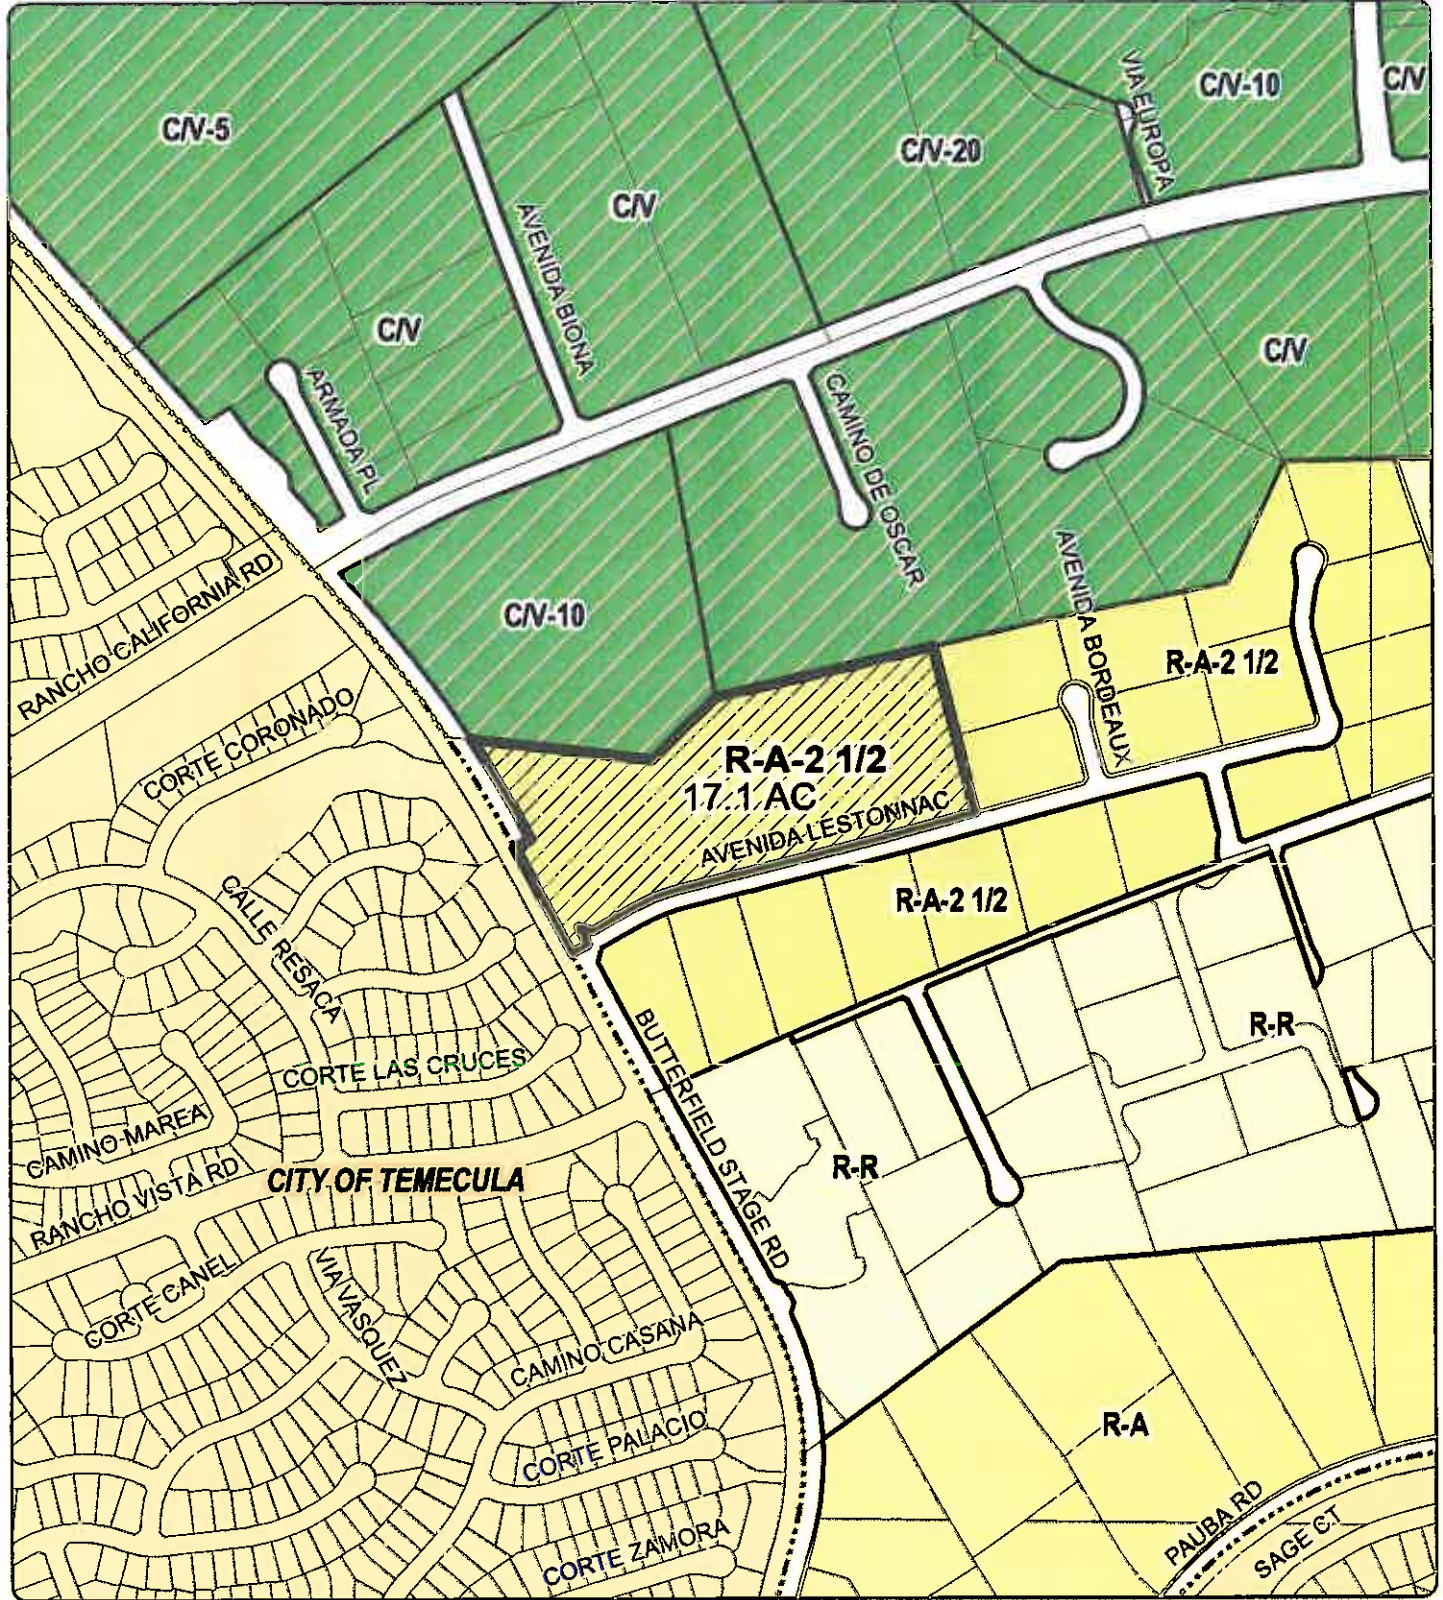 C/V-5
C/V-10
C/V
VIA EUROPA
C/V-20
C/V
AVENIDA BIONA
C/V
C/V
ARMADA PL
CAMINO DE OSCAR
AVENIDA BORDEAUX
RANCHO CALIFORNIA RD
C/V-10
R-A-2 1/2
CORTE CORONADO
R-A-2 1/2
17.1 AC
AVENIDA LESTONNAC
R-A-2 1/2
CALLE RESACA
BUTTERFIELD STAGE RD
R-R
CORTE LAS CRUCES
CAMINO MAREA
R-R
CITY OF TEMECULA
RANCHO VISTA RD
CORTE CANEL
VIA VASQUEZ
CAMINO CASANA
R-A
CORTE PALACIO
PAUBA RD
SAGE CT
CORTE ZAMORA